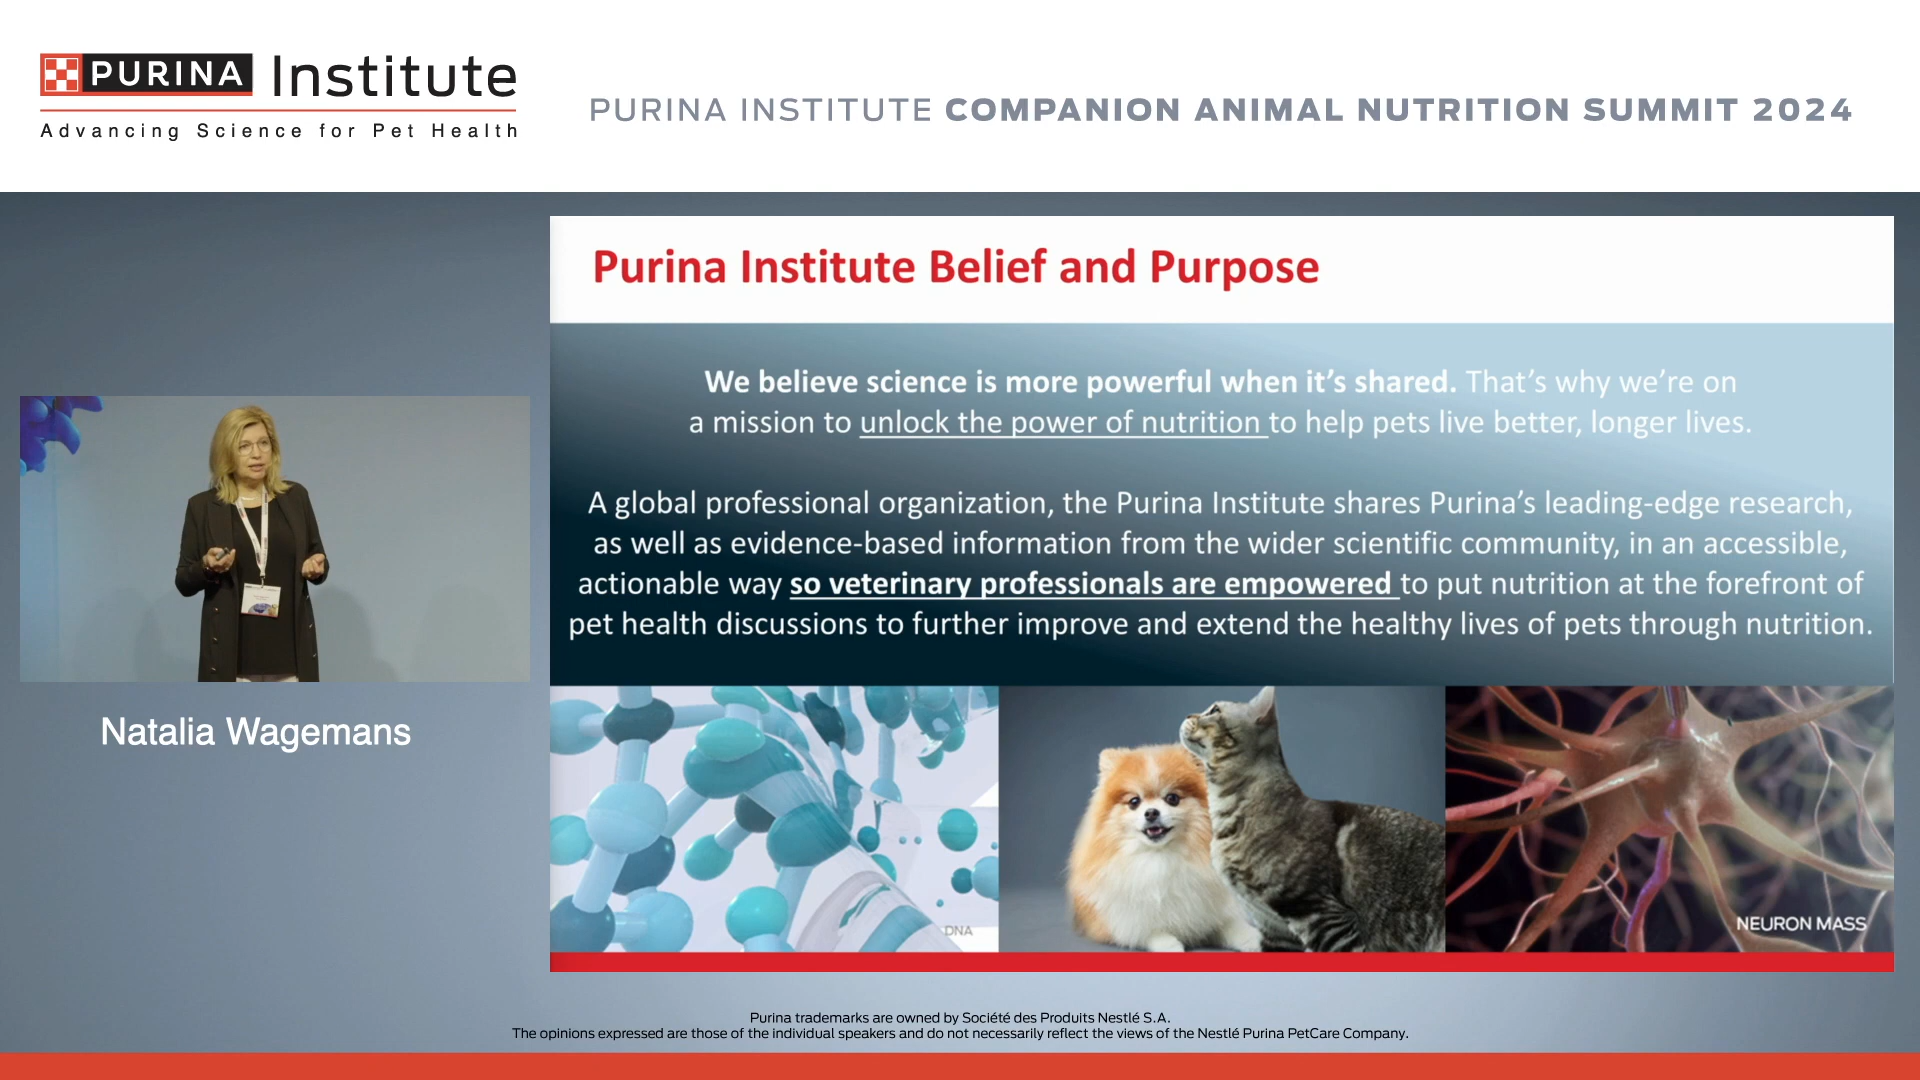 PURINA Institute
Advancing Science for Pet Health
PURINA INSTITUTE COMPANION ANIMAL NUTRITION SUMMIT 2024
Purina Institute Belief and Purpose
We believe science is more powerful when it’s shared. That’s why we’re on
a mission to unlock the power of nutrition to help pets live better, longer lives.
A global professional organization, the Purina Institute shares Purina’s leading-edge research,
as well as evidence-based information from the wider scientific community, in an accessible,
actionable way so veterinary professionals are empowered to put nutrition at the forefront of
pet health discussions to further improve and extend the healthy lives of pets through nutrition.
Natalia Wagemans
DNA
NEURON MASS
Purina trademarks are owned by Société des Produits Nestlé S.A.
The opinions expressed are those of the individual speakers and do not necessarily reflect the views of the Nestlé Purina PetCare Company.